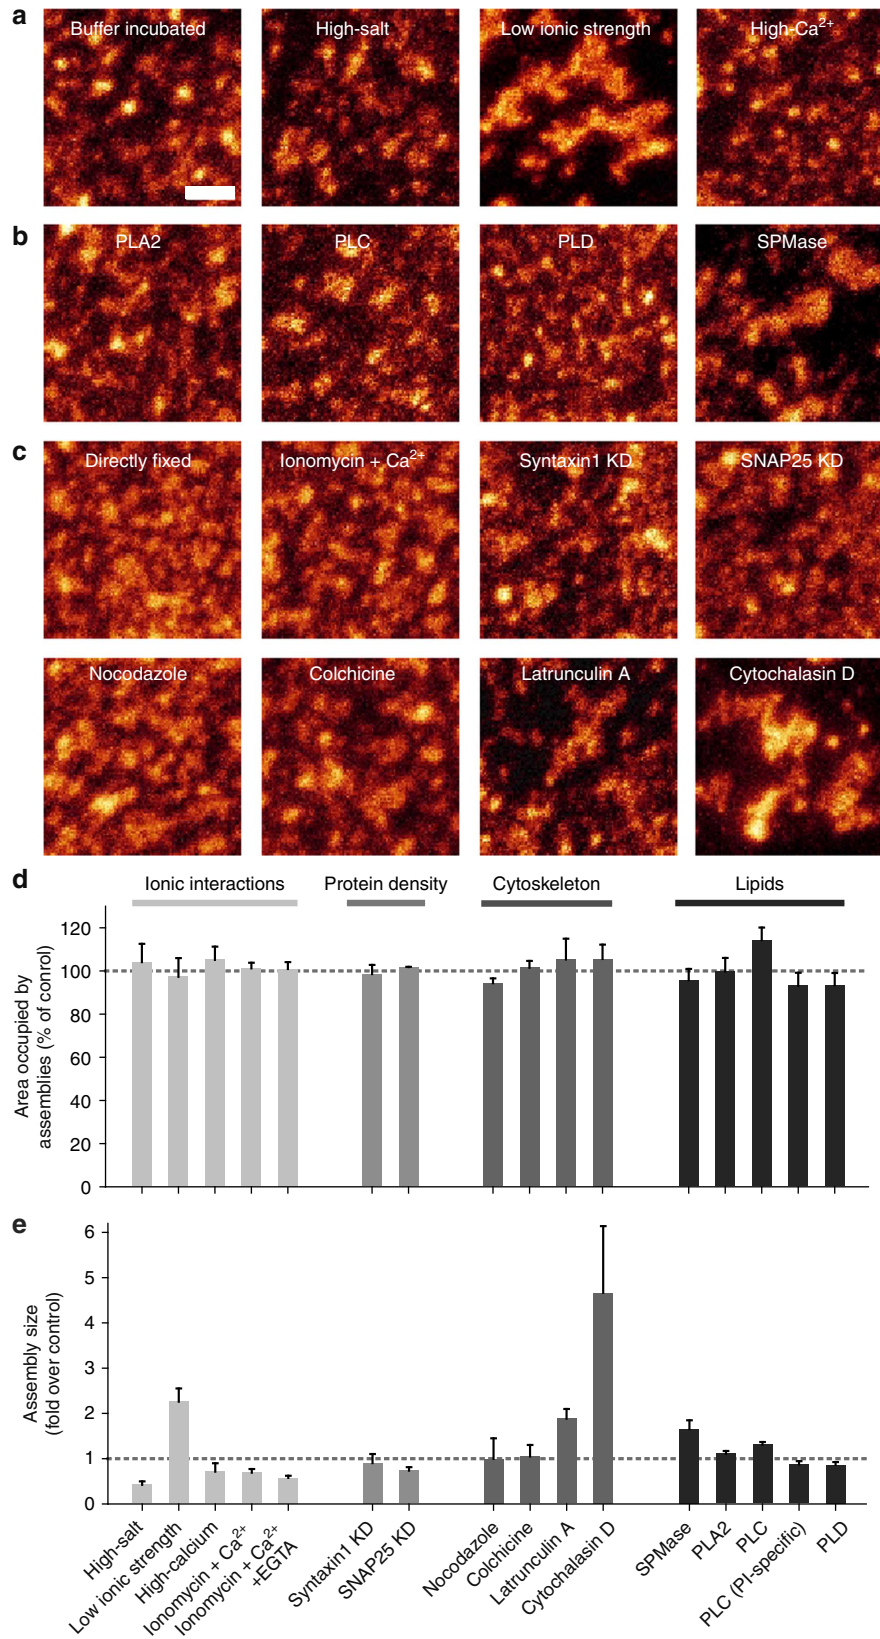 a
Buffer incubated
High-salt
Low ionic strength
High-Ca²⁺
b
PLA2
PLC
PLD
SPMase
c
Directly fixed
Ionomycin + Ca²⁺
Syntaxin1 KD
SNAP25 KD
Nocodazole
Colchicine
Latrunculin A
Cytochalasin D
d
Ionic interactions
Protein density
Cytoskeleton
Lipids
Area occupied by
assemblies (% of conrol)
120
100
80
60
40
20
0
e
Assembly size
(fold over control)
6
5
4
3
2
1
0
High-salt
Low ionic strength
High-calcium
Ionomycin + Ca²⁺
Ionomycin + Ca²⁺
+EGTA
Syntaxin1 KD
SNAP25 KD
Nocodazole
Colchicine
Latrunculin A
Cytochalasin D
SPMase
PLA2
PLC
PLC (PI-specific)
PLD